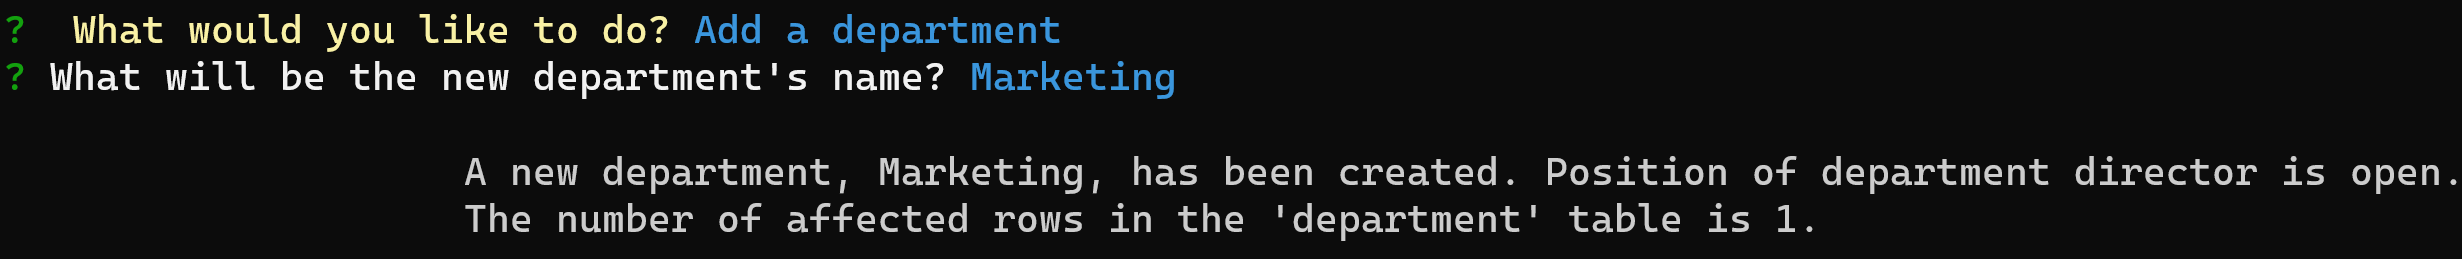 ? What would you like to do? Add a department
? What will be the new department's name? Marketing
A new department, Marketing, has been created. Position of department director is open.
The number of affected rows in the 'department' table is 1.